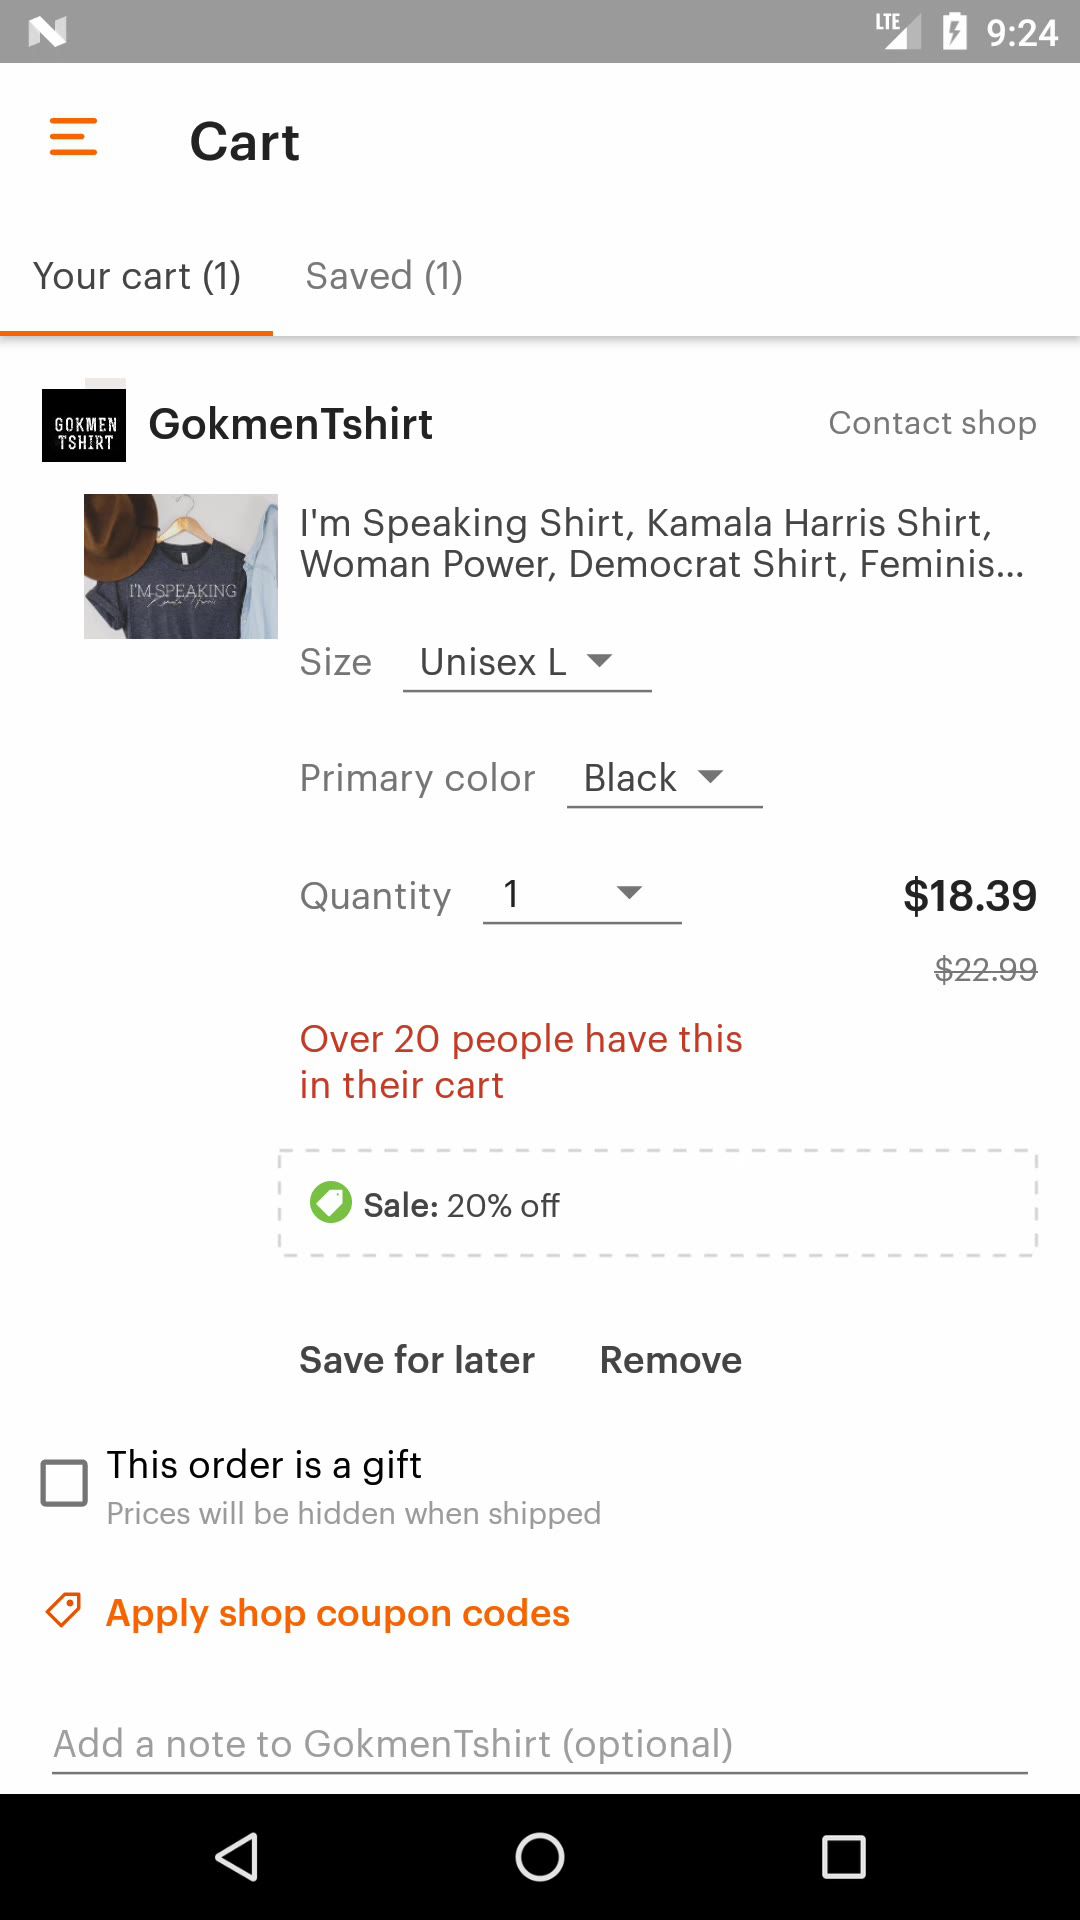 LTE 9:24
Cart
Your cart (1) Saved (1)
GOKMEN
TSHIRT
GokmenTshirt Contact shop
I'm Speaking Shirt, Kamala Harris Shirt,
Woman Power, Democrat Shirt, Feminis...
I'M SPEAKING
Size Unisex L
Primary color Black
Quantity 1 $18.39
$22.99
Over 20 people have this
in their cart
Sale: 20% off
Save for later Remove
This order is a gift
Prices will be hidden when shipped
Apply shop coupon codes
Add a note to GokmenTshirt (optional)